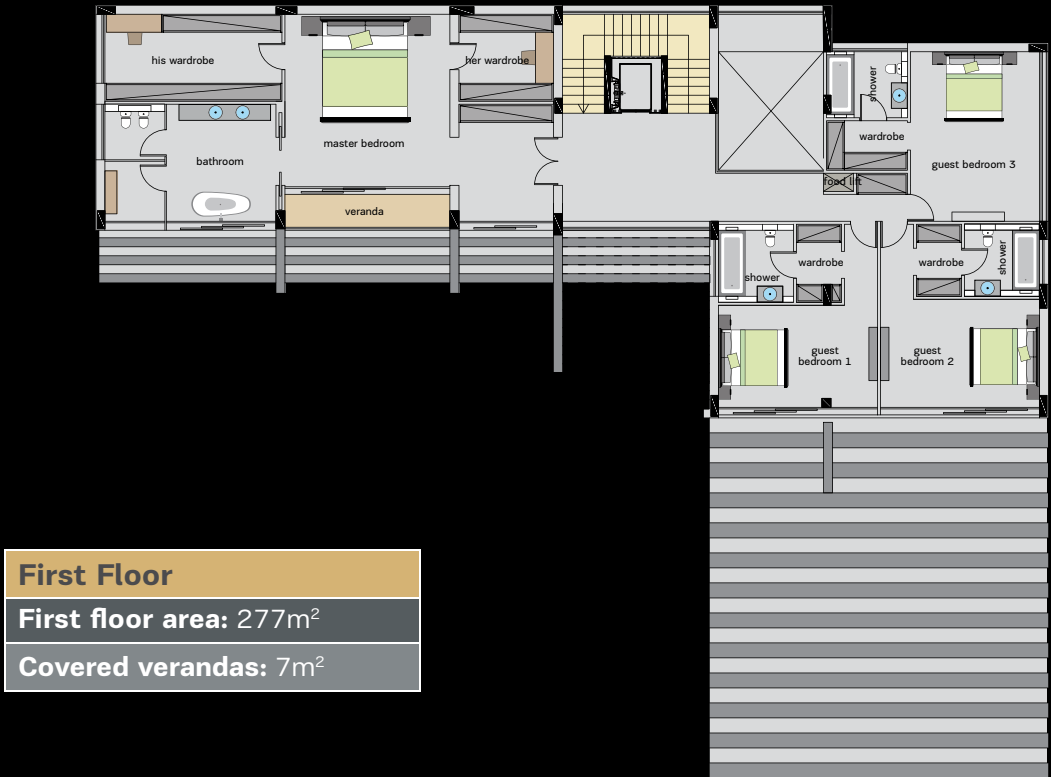 his wardrobe
her wardrobe
shower
wardrobe
master bedroom
bathroom
guest bedroom 3
food lift
veranda
wardrobe
wardrobe
shower
shower
guest
bedroom 1
guest
bedroom 2
First Floor
First floor area: 277m²
Covered verandas: 7m²